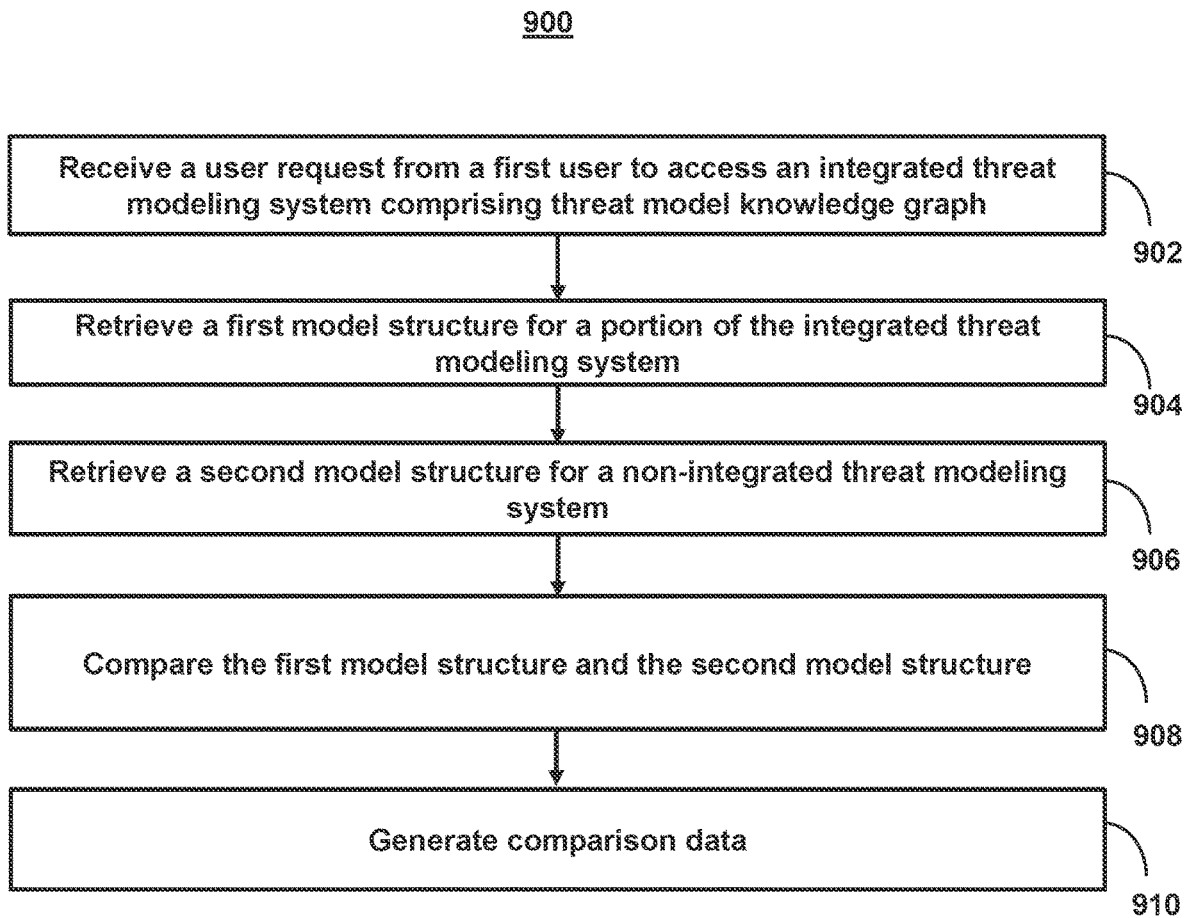 900
Receive a user request from a first user to access an integrated threat
modeling system comprising threat model knowledge graph
902
Retrieve a first model structure for a portion of the integrated threat
modeling system
904
Retrieve a second model structure for a non-integrated threat modeling
system
906
Compare the first model structure and the second model structure
908
Generate comparison data
910